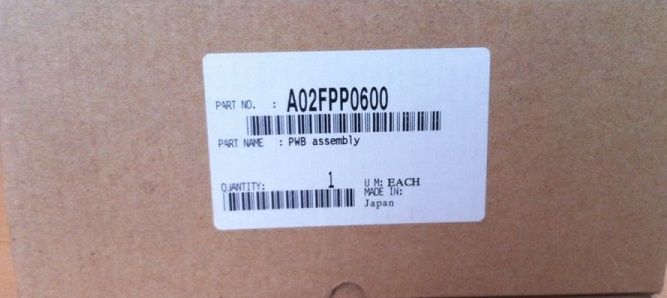 PART NO. : A02FPP0600
PART NAME : PWB assembly
QUANTITY: 1 U M: EACH
MADE IN:
Japan